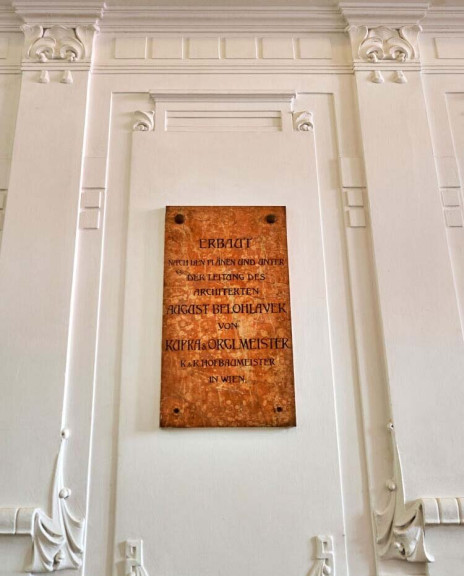 ERBAUT
NACH DEN PLÄNEN UND UNTER
DER LEITUNG DES
ARCHITEKTEN
AUGUST BELOHLAVEK
VON
KUPKA & ORGLMEISTER
K.U.K. HOFBAUMEISTER
IN WIEN.